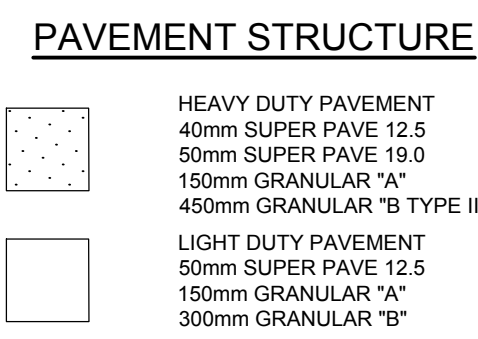 PAVEMENT STRUCTURE
HEAVY DUTY PAVEMENT
40mm SUPER PAVE 12.5
50mm SUPER PAVE 19.0
150mm GRANULAR "A"
450mm GRANULAR "B TYPE II
LIGHT DUTY PAVEMENT
50mm SUPER PAVE 12.5
150mm GRANULAR "A"
300mm GRANULAR "B"